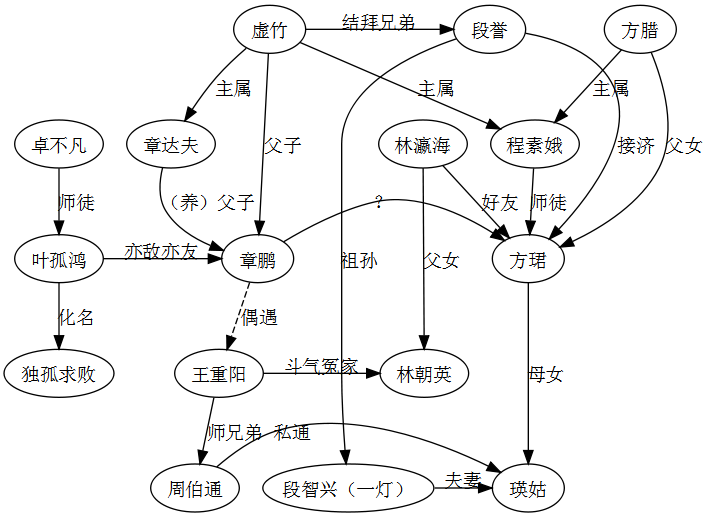 虚竹
结拜兄弟
段誉
方腊
主属
主属
主属
卓不凡
章达夫
父子
林瀛海
程素娥
接济
父女
师徒
（养）父子
?
好友
师徒
叶孤鸿
亦敌亦友
章鹏
祖孙
父女
方珺
化名
偶遇
独孤求败
王重阳
斗气冤家
林朝英
母女
师兄弟
私通
周伯通
段智兴（一灯）
夫妻
瑛姑